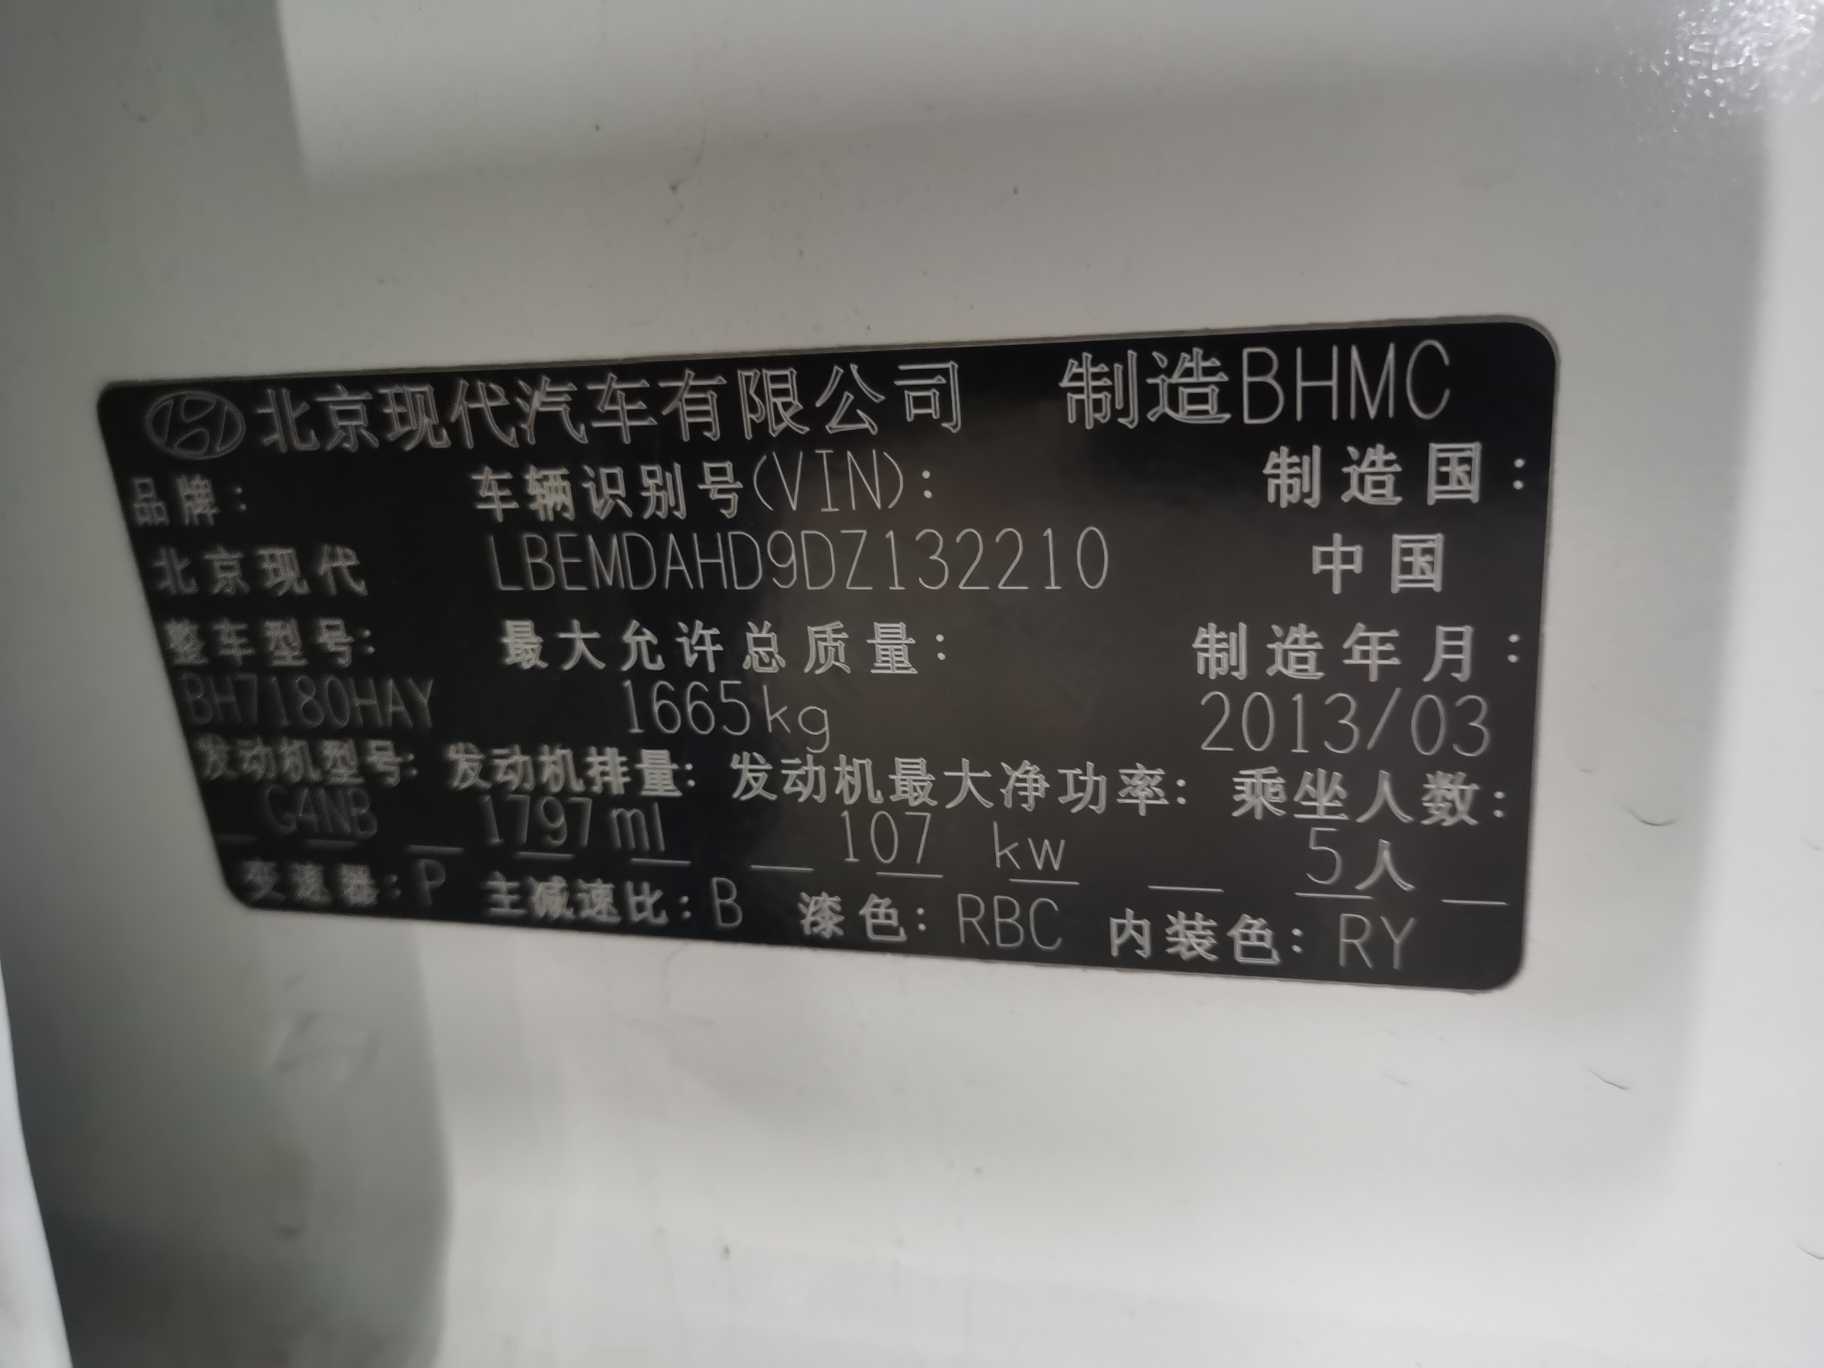 北京现代汽车有限公司 制造BHMC
品牌: 车辆识别号(VIN): 制造国:
北京现代 LBEMDAHD9DZ132210 中国
整车型号: 最大允许总质量: 制造年月:
BH7180HAY 1665kg 2013/03
发动机型号: 发动机排量: 发动机最大净功率: 乘坐人数:
G4NB 1797ml 107 kw 5人
变速器: P 主减速比: B 漆色: RBC 内装色: RY